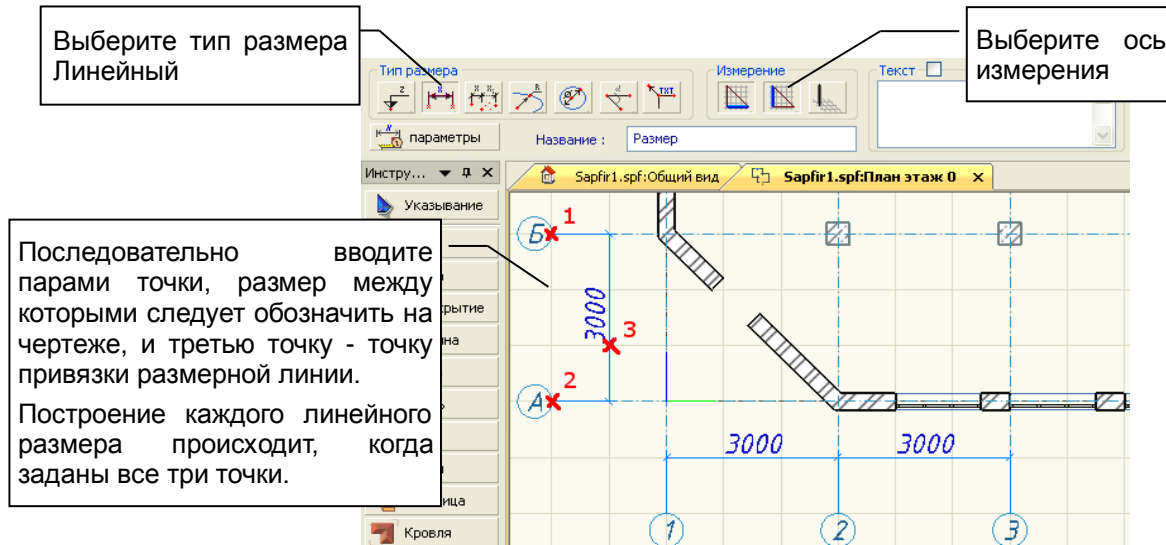 Выберите тип размера
Линейный
Выберите ось
измерения
Тип размера
Измерение
Текст
z
x
x x
R
TXT
N
параметры
Название :
Размер
Инстру...
Sapfir1.spf:Общий вид
Sapfir1.spf:План этаж 0
Указывание
Последовательно вводите
парами точки, размер между
которыми следует обозначить на
чертеже, и третью точку - точку
привязки размерной линии.
Построение каждого линейного
размера происходит, когда
заданы все три точки.
Кровля
Б
1
3000
3
А
2
3000
3000
1
2
3